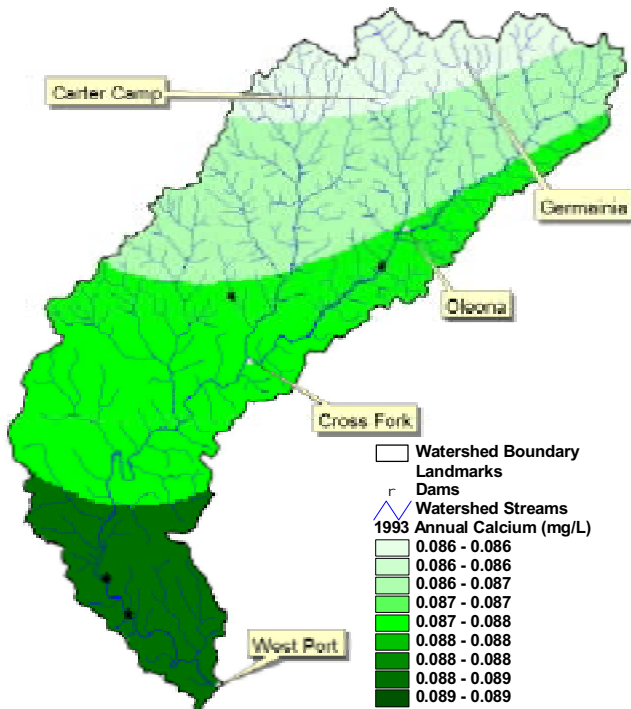 Carter Camp
Germainia
Oleona
Cross Fork
West Port
Watershed Boundary
Landmarks
r Dams
Watershed Streams
1993 Annual Calcium (mg/L)
0.086 - 0.086
0.086 - 0.086
0.086 - 0.087
0.087 - 0.087
0.087 - 0.088
0.088 - 0.088
0.088 - 0.088
0.088 - 0.089
0.089 - 0.089